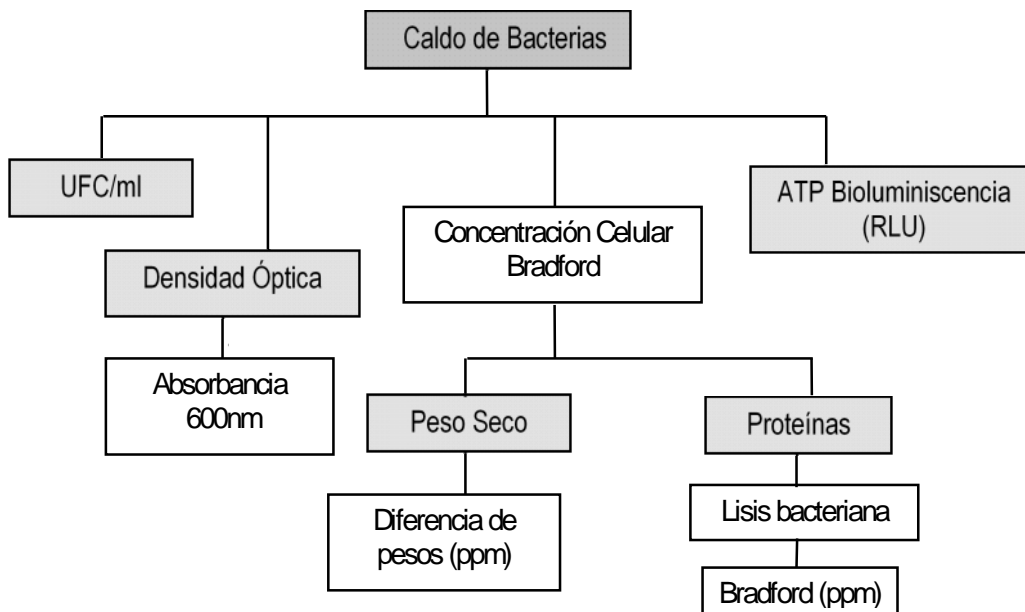 Caldo de Bacterias
UFC/ml
ATP Bioluminiscencia
(RLU)
Concentración Celular
Bradford
Densidad Óptica
Absorbancia
600nm
Peso Seco
Proteínas
Diferencia de
pesos (ppm)
Lisis bacteriana
Bradford (ppm)